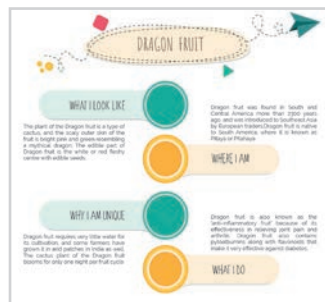 DRAGON FRUIT
WHAT I LOOK LIKE
The plant of the Dragon fruit is a type of
cactus, and the scaly outer skin of the
fruit is bright pink and green-resembling
a mythical dragon. The edible part of
Dragon fruit is the white or red fleshy
centre with edible seeds.
Dragon fruit was found in South and
Central America more than 7300 years
ago, and was introduced to Southeast Asia
by European traders.Dragon fruit is native
to South America, where it is known as
Pitaya or Pitahaya
WHERE I AM
WHY I AM UNIQUE
Dragon fruit requires very little water for
its cultivation, and some farmers have
grown it in arid patches in India as well.
The cactus plant of the Dragon fruit
blooms for only one night per fruit cycle.
Dragon fruit is also known as the
'anti-inflammatory fruit' because of its
effectiveness in relieving joint pain and
arthritis. Dragon fruit also contains
along with flavonoids that
make it very effective against diabetes.
WHAT I DO